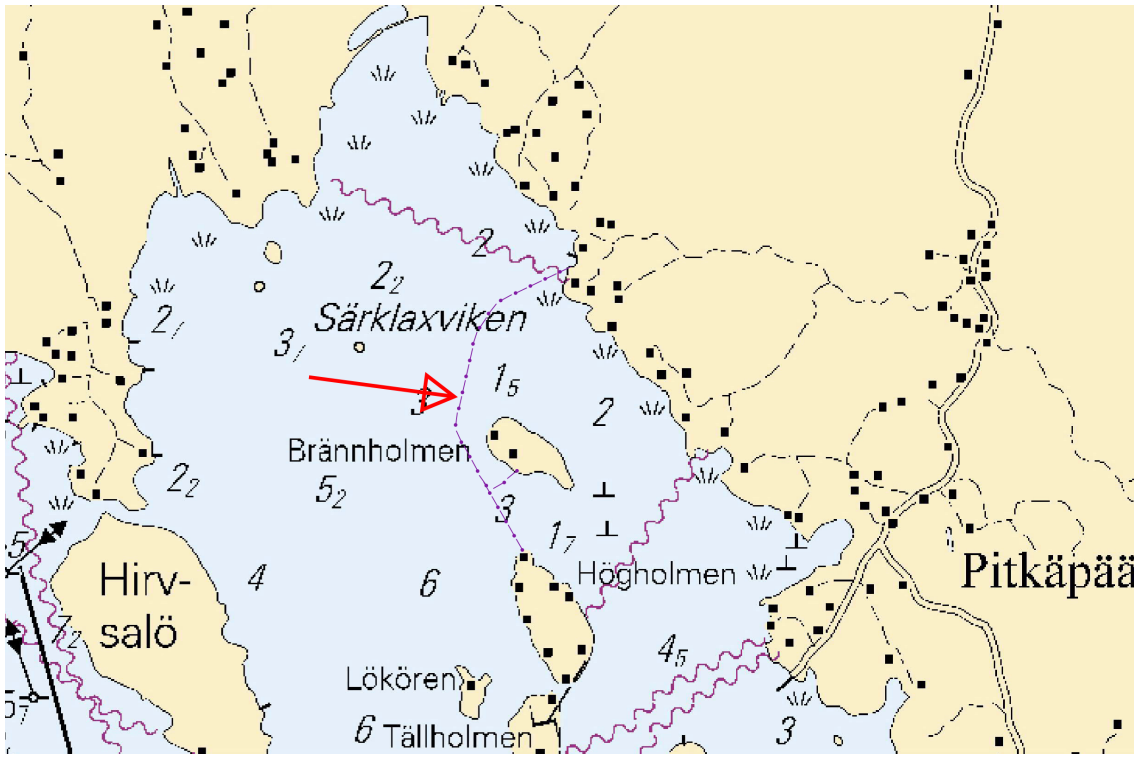 2
2₂
Särklaxviken
2₁
3₁
1₅
3
2
Brännholmen
2₂
5₂
3
1₇
5
Hirv-
salö
4
6
Högholmen
Pitkäpää
7₂
4₅
Lökören
6
Tällholmen
3